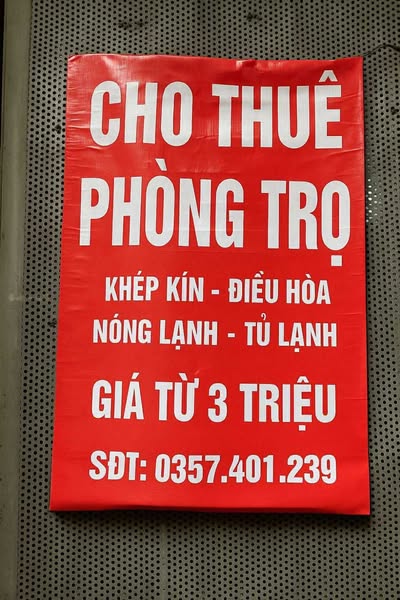 CHO THUÊ
PHÒNG TRỌ
KHÉP KÍN - ĐIỀU HÒA
NÓNG LẠNH - TỦ LẠNH
GIÁ TỪ 3 TRIỆU
SĐT: 0357.401.239